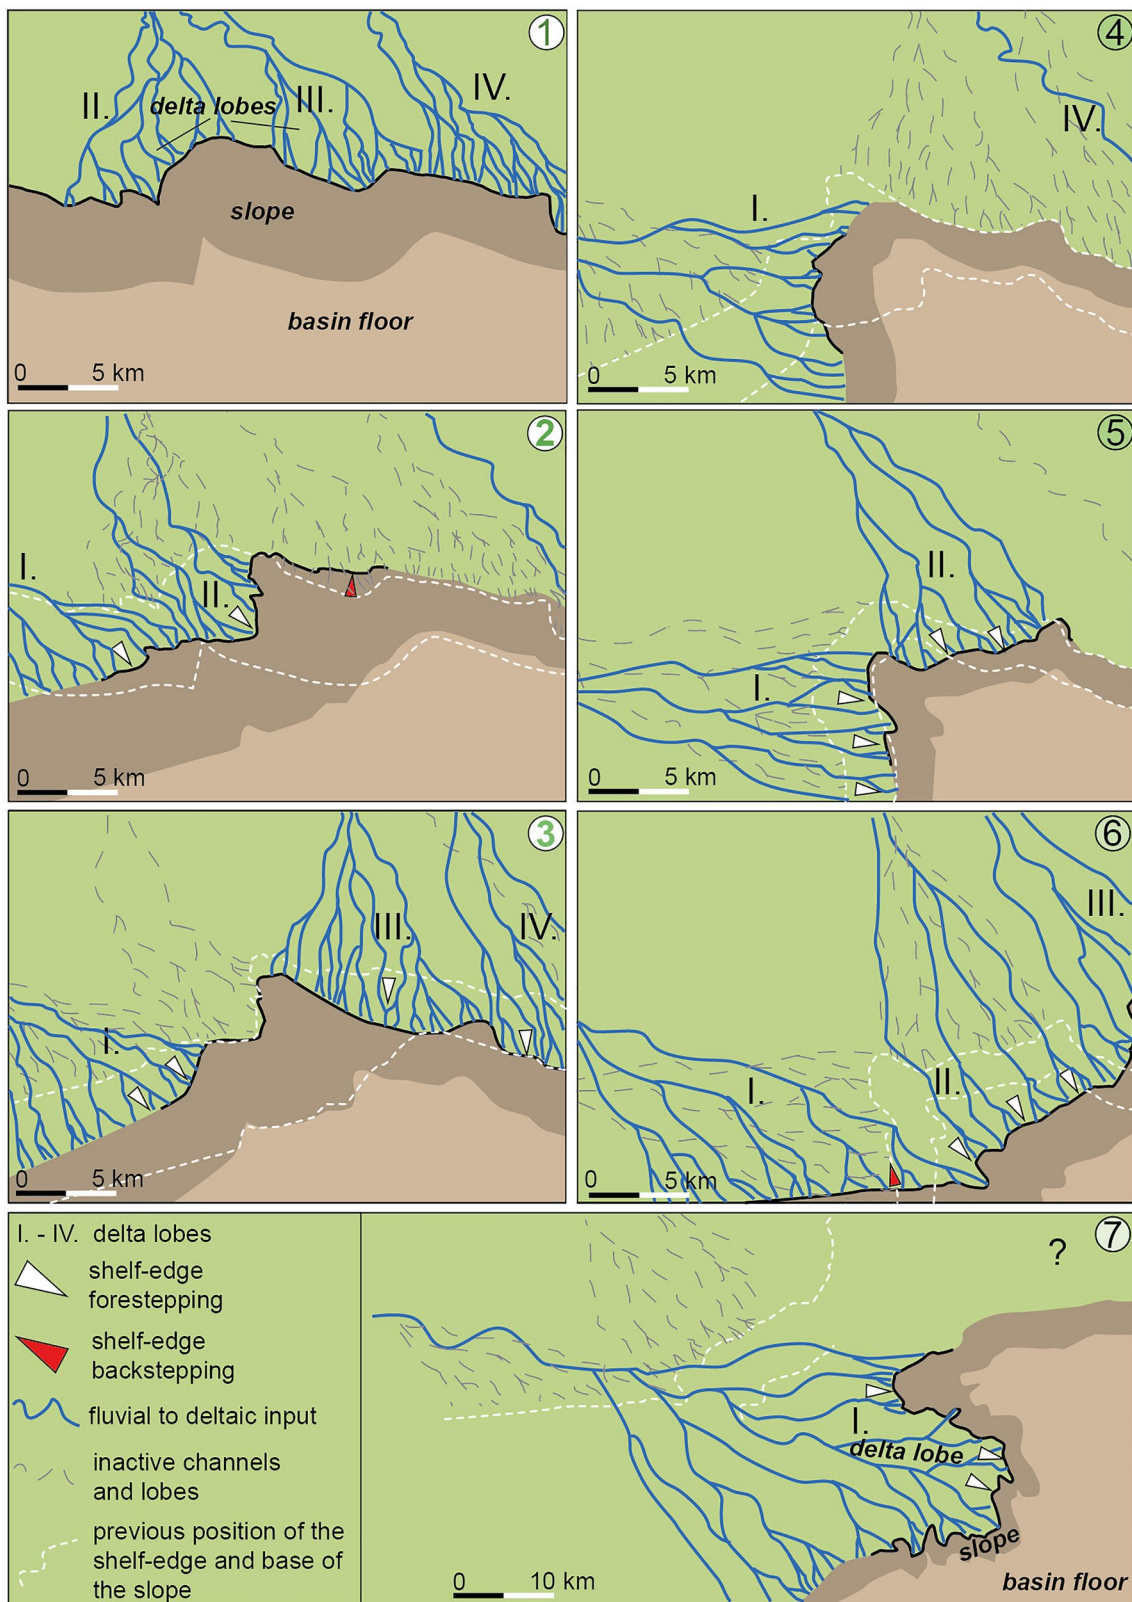 1
II.
delta lobes
III.
IV.
slope
basin floor
0 5 km
4
IV.
I.
0 5 km
2
I.
II.
0 5 km
5
II.
I.
0 5 km
3
III.
IV.
i.
0 5 km
6
III.
II.
I.
0 5 km
I. - IV. delta lobes
shelf-edge
forestepping
shelf-edge
backstepping
fluvial to deltaic input
inactive channels
and lobes
previous position of the
shelf-edge and base of
the slope
7
?
I.
delta lobe
slope
basin floor
0 10 km